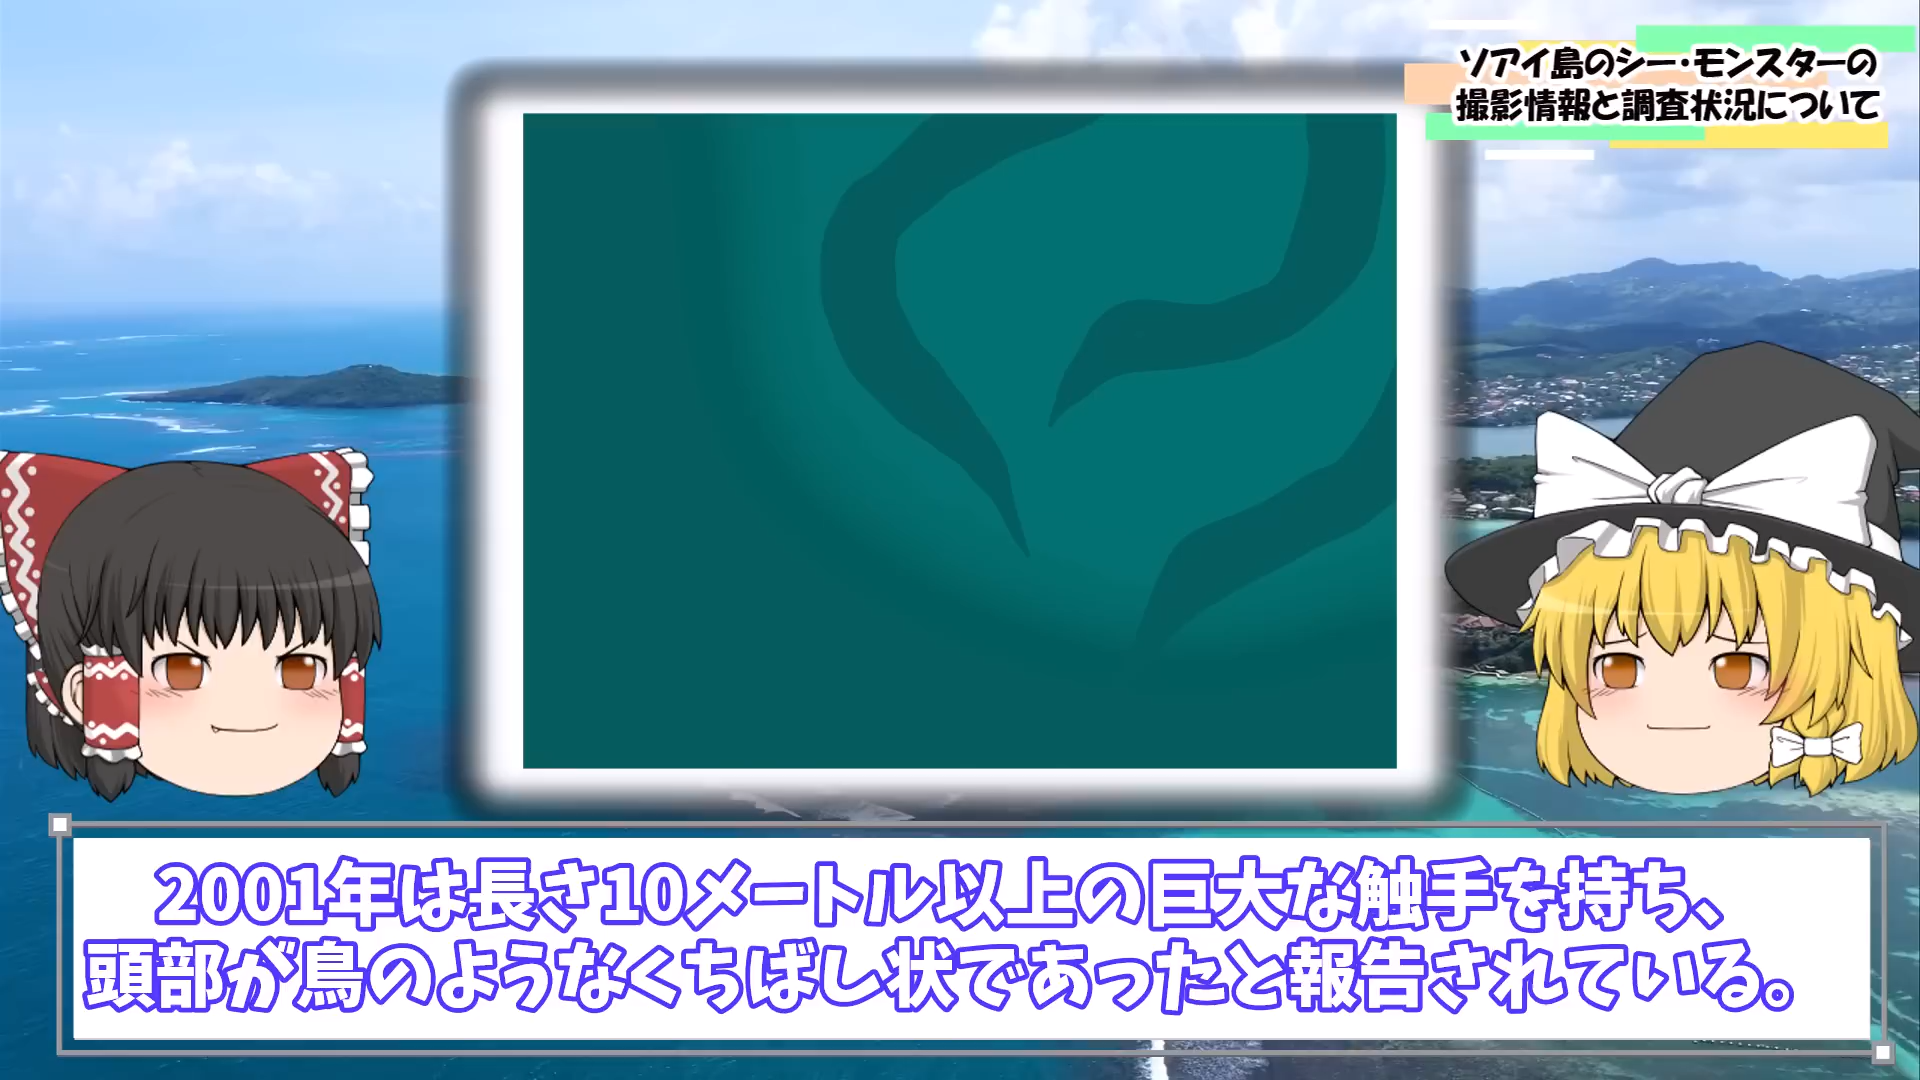 ソアイ島のシー・モンスターの
撮影情報と調査状況について
2001年は長さ10メートル以上の巨大な触手を持ち、
頭部が鳥のようなくちばし状であったと報告されている。